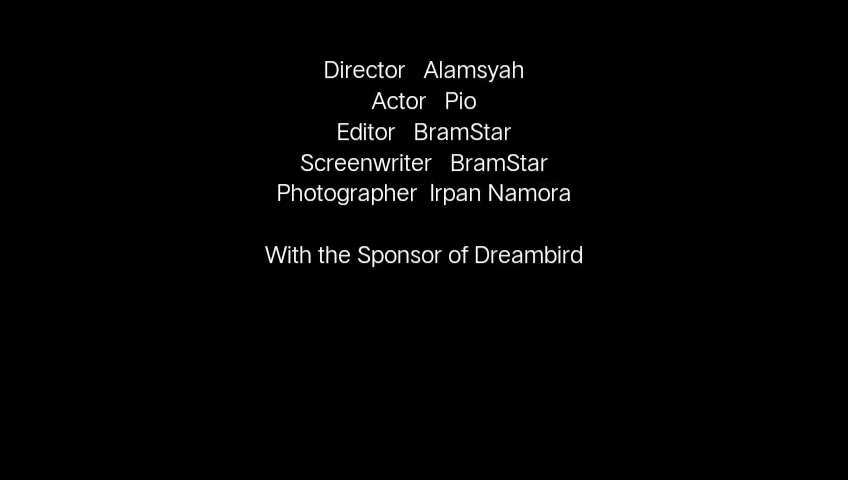 Director Alamsyah
Actor Pio
Editor BramStar
Screenwriter BramStar
Photographer Irpan Namora
With the Sponsor of Dreambird